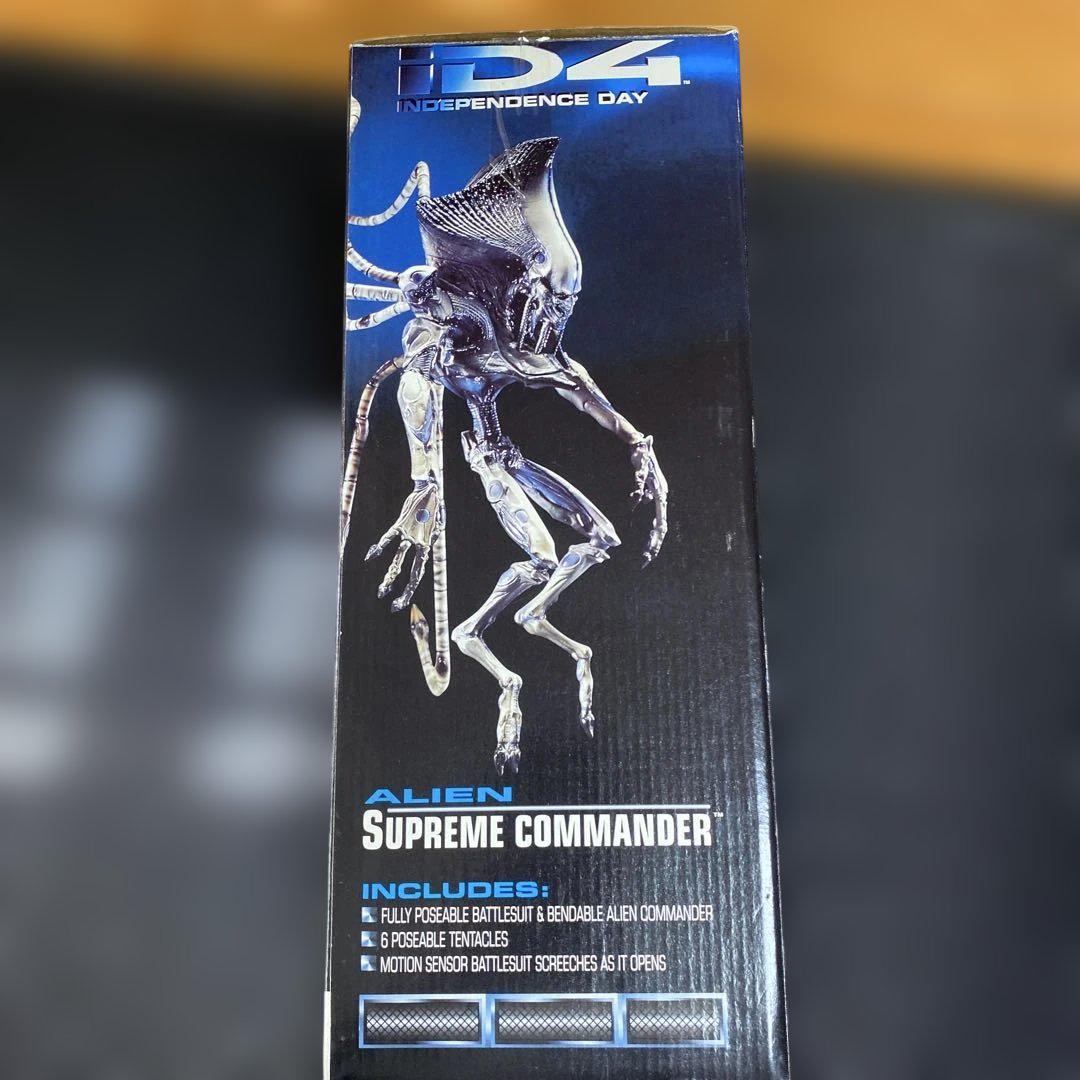 iD4™
INDEPENDENCE DAY
ALIEN
SUPREME COMMANDER™
INCLUDES:
FULLY POSEABLE BATTLESUIT & BENDABLE ALIEN COMMANDER
6 POSEABLE TENTACLES
MOTION SENSOR BATTLESUIT SCREECHES AS IT OPENS